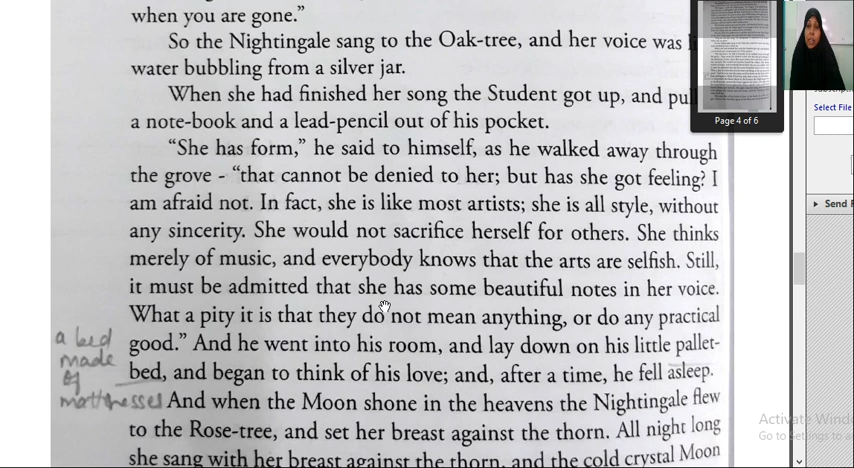 when you are gone.”
So the Nightingale sang to the Oak-tree, and her voice was
water bubbling from a silver jar.
When she had finished her song the Student got up, and
a note-book and a lead-pencil out of his pocket.
“She has form,” he said to himself, as he walked away through
the grove - “that cannot be denied to her; but has she got feeling? I
am afraid not. In fact, she is like most artists; she is all style, without
any sincerity. She would not sacrifice herself for others. She thinks
merely of music, and everybody knows that the arts are selfish. Still,
it must be admitted that she has some beautiful notes in her voice.
What a pity it is that they do not mean anything, or do any practical
good.” And he went into his room, and lay down on his little pallet-
bed, and began to think of his love; and, after a time, he fell asleep.
And when the Moon shone in the heavens the Nightingale flew
to the Rose-tree, and set her breast against the thorn. All night long
she sang with her breast against the thorn, and the cold crystal Moon
a bed
made
of
mattresses
Page 4 of 6
Select File
Send
Activate Windo
Go to Settings to a